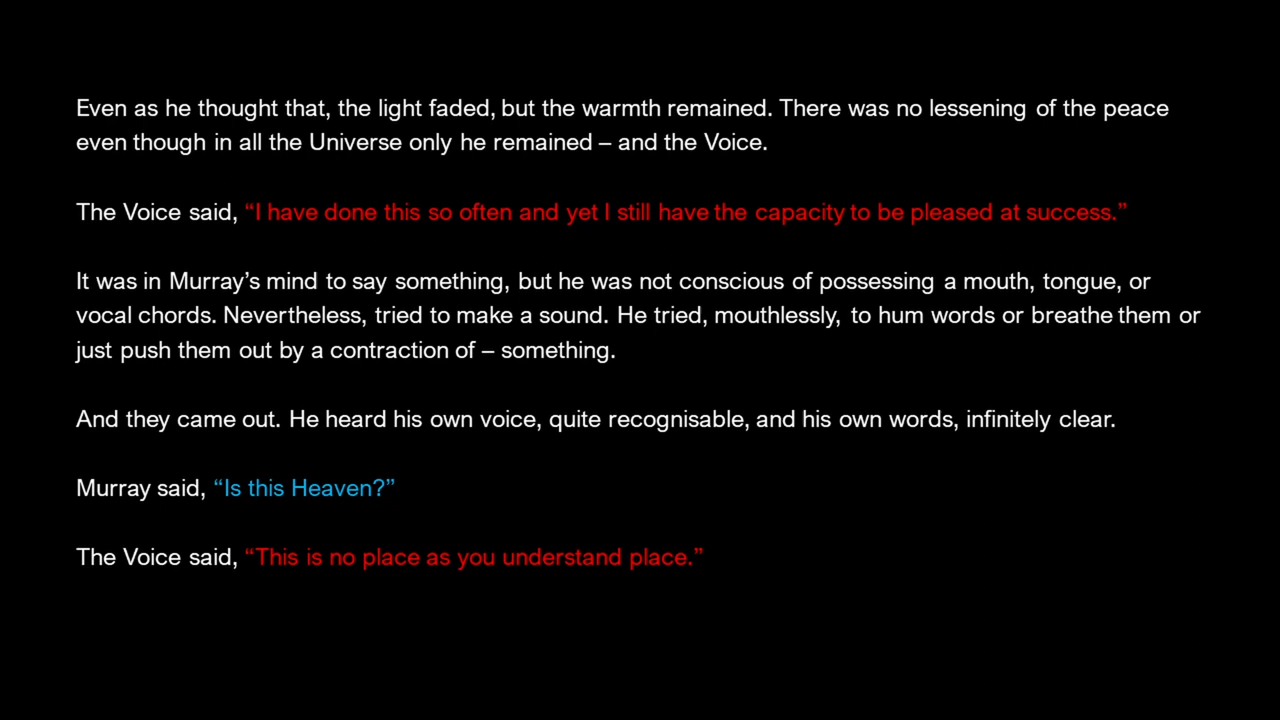 Even as he thought that, the light faded, but the warmth remained. There was no lessening of the peace
even though in all the Universe only he remained – and the Voice.
The Voice said, “I have done this so often and yet I still have the capacity to be pleased at success.”
It was in Murray’s mind to say something, but he was not conscious of possessing a mouth, tongue, or
vocal chords. Nevertheless, tried to make a sound. He tried, mouthlessly, to hum words or breathe them or
just push them out by a contraction of – something.
And they came out. He heard his own voice, quite recognisable, and his own words, infinitely clear.
Murray said, “Is this Heaven?”
The Voice said, “This is no place as you understand place.”